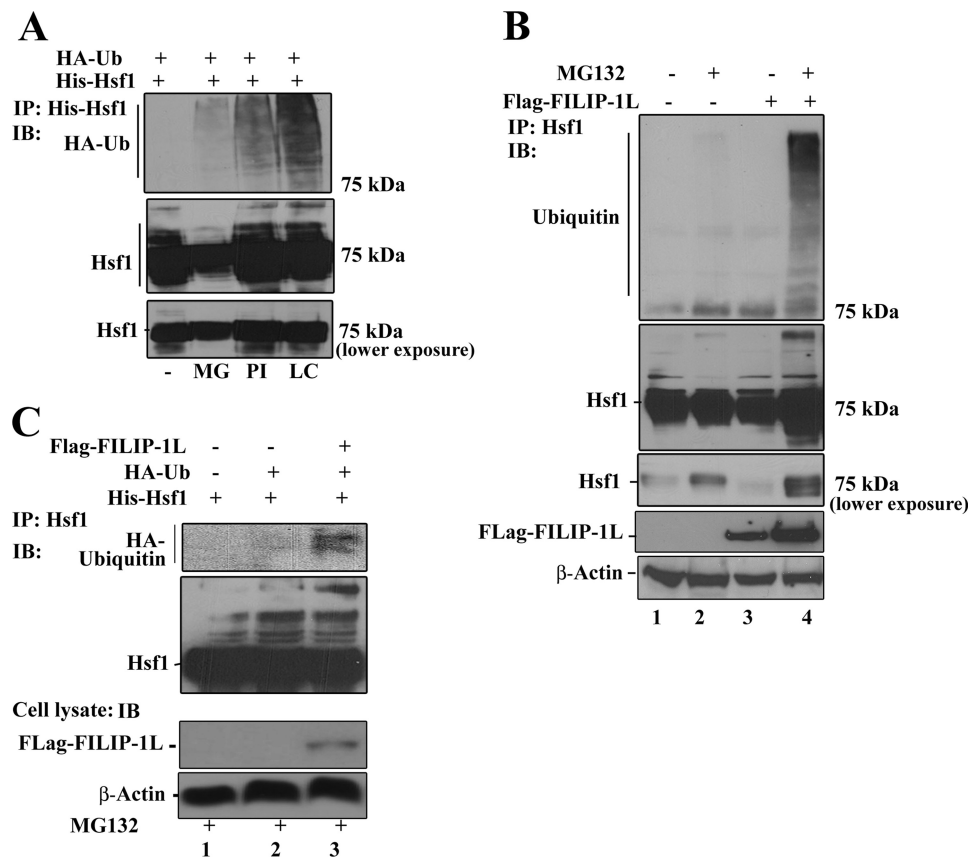 A
HA-Ub + + + +
His-Hsf1 + + + +
IP: His-Hsf1
IB:
HA-Ub
75 kDa
Hsf1
75 kDa
Hsf1
75 kDa
(lower exposure)
- MG PI LC
B
MG132 - + - +
Flag-FILIP-1L - - + +
IP: Hsf1
IB:
Ubiquitin
75 kDa
Hsf1
75 kDa
Hsf1
75 kDa
(lower exposure)
FLag-FILIP-1L
β-Actin
1 2 3 4
C
Flag-FILIP-1L - - +
HA-Ub - + +
His-Hsf1 + + +
IP: Hsf1
IB:
HA-
Ubiquitin
Hsf1
Cell lysate: IB
FLag-FILIP-1L
β-Actin
MG132 + + +
1 2 3